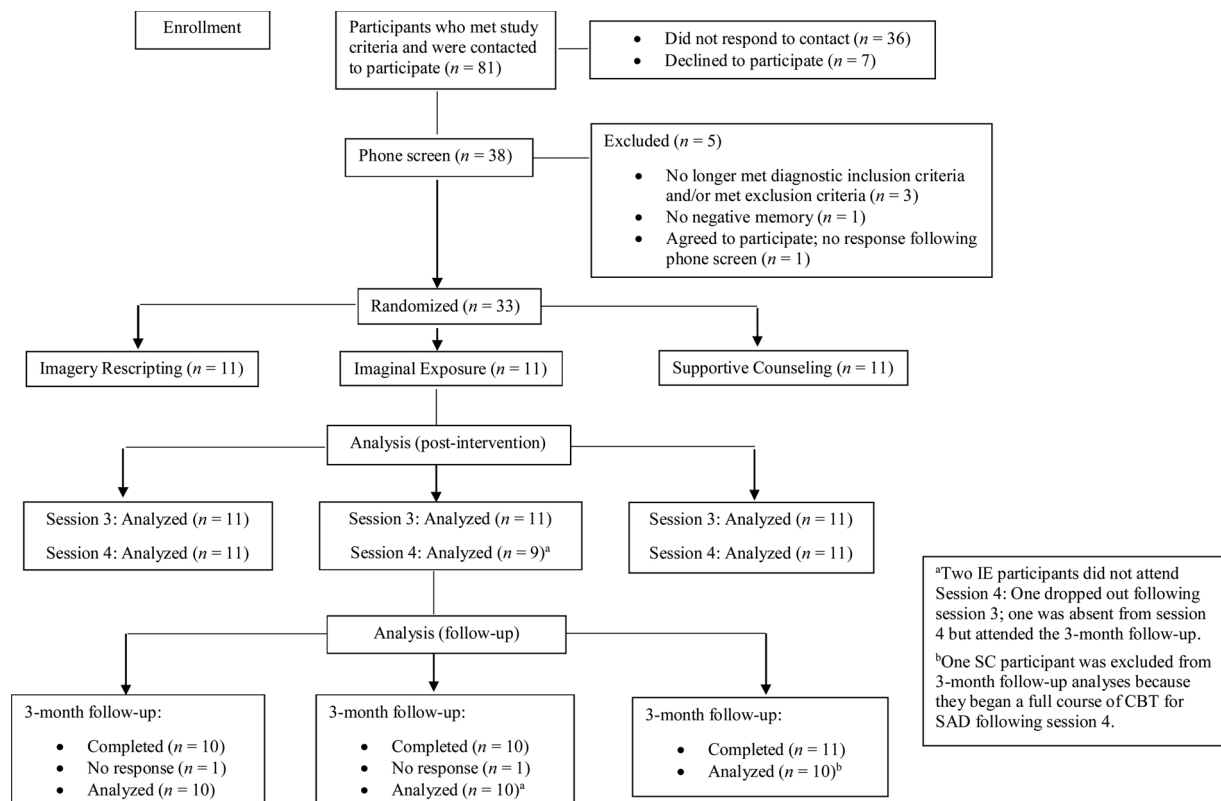 Enrollment
Participants who met study
criteria and were contacted
to participate (n = 81)
• Did not respond to contact (n = 36)
• Declined to participate (n = 7)
Phone screen (n = 38)
Excluded (n = 5)
• No longer met diagnostic inclusion criteria
and/or met exclusion criteria (n = 3)
• No negative memory (n = 1)
• Agreed to participate; no response following
phone screen (n = 1)
Randomized (n = 33)
Imagery Rescripting (n = 11)
Imaginal Exposure (n = 11)
Supportive Counseling (n = 11)
Analysis (post-intervention)
Session 3: Analyzed (n = 11)
Session 4: Analyzed (n = 11)
Session 3: Analyzed (n = 11)
Session 4: Analyzed (n = 9)ᵃ
Session 3: Analyzed (n = 11)
Session 4: Analyzed (n = 11)
Analysis (follow-up)
3-month follow-up:
• Completed (n = 10)
• No response (n = 1)
• Analyzed (n = 10)
3-month follow-up:
• Completed (n = 10)
• No response (n = 1)
• Analyzed (n = 10)ᵃ
3-month follow-up:
• Completed (n = 11)
• Analyzed (n = 10)ᵇ
ᵃTwo IE participants did not attend
Session 4: One dropped out following
session 3; one was absent from session
4 but attended the 3-month follow-up.
ᵇOne SC participant was excluded from
3-month follow-up analyses because
they began a full course of CBT for
SAD following session 4.